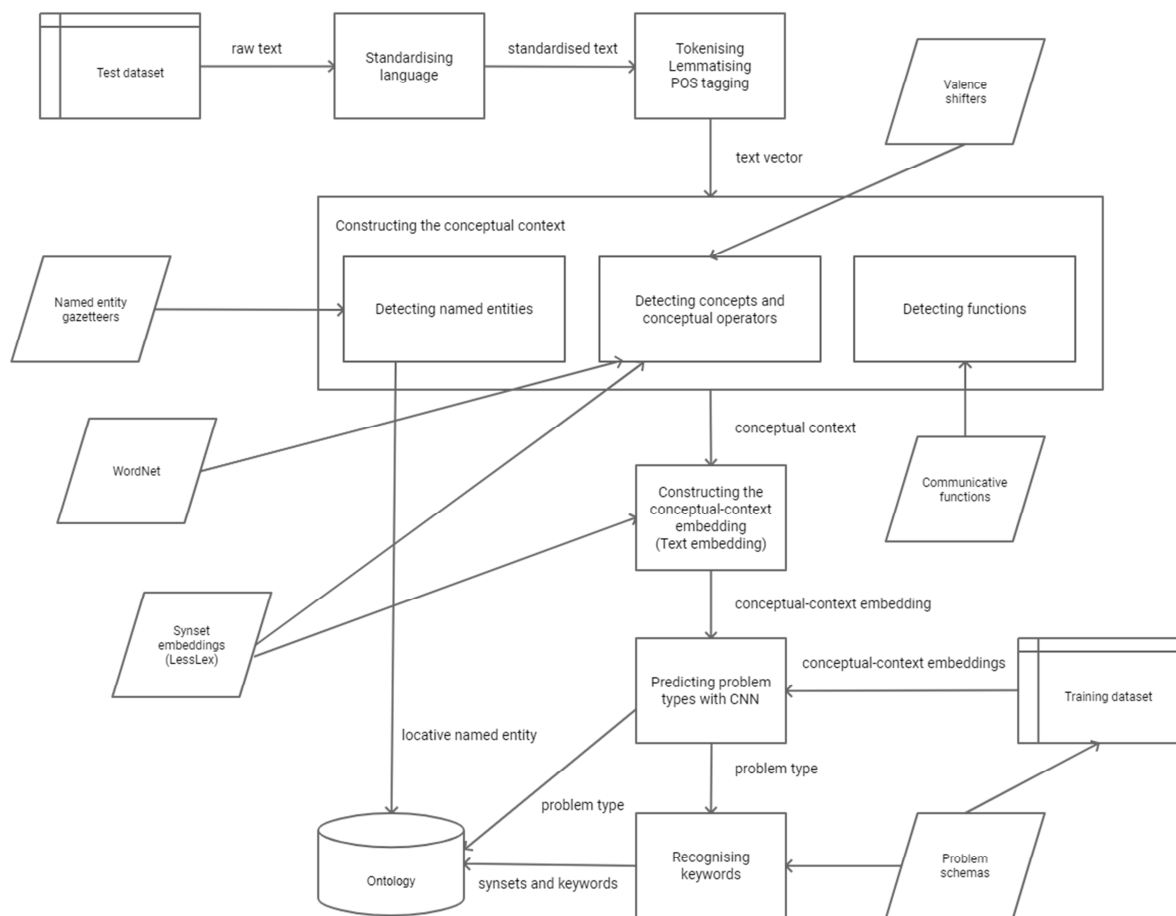 Test dataset
raw text
Standardising
language
standardised text
Tokenising
Lemmatising
POS tagging
Valence
shifters
text vector
Constructing the conceptual context
Named entity
gazetteers
Detecting named entities
Detecting concepts and
conceptual operators
Detecting functions
conceptual context
WordNet
Constructing the
conceptual-context
embedding
(Text embedding)
Communicative
functions
conceptual-context embedding
Synset
embeddings
(LessLex)
Predicting problem
types with CNN
conceptual-context embeddings
Training dataset
locative named entity
problem type
problem type
Ontology
synsets and keywords
Recognising
keywords
Problem
schemas